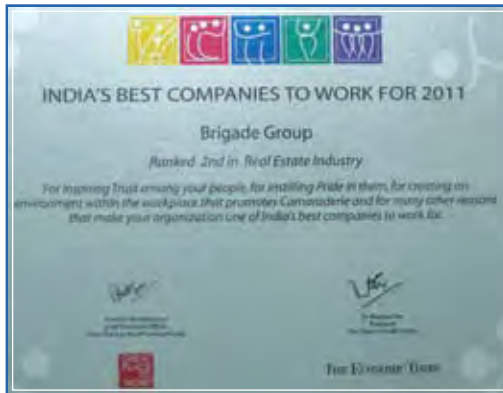 INDIA'S BEST COMPANIES TO WORK FOR 2011
Brigade Group
Ranked 2nd in Real Estate Industry
For Inspiring Trust among your people, for instilling Pride in them, for creating an
environment within the workplace that promotes Camaraderie and for many other reasons
that make your organization one of India's best companies to work for.
THE ECONOMIC TIMES